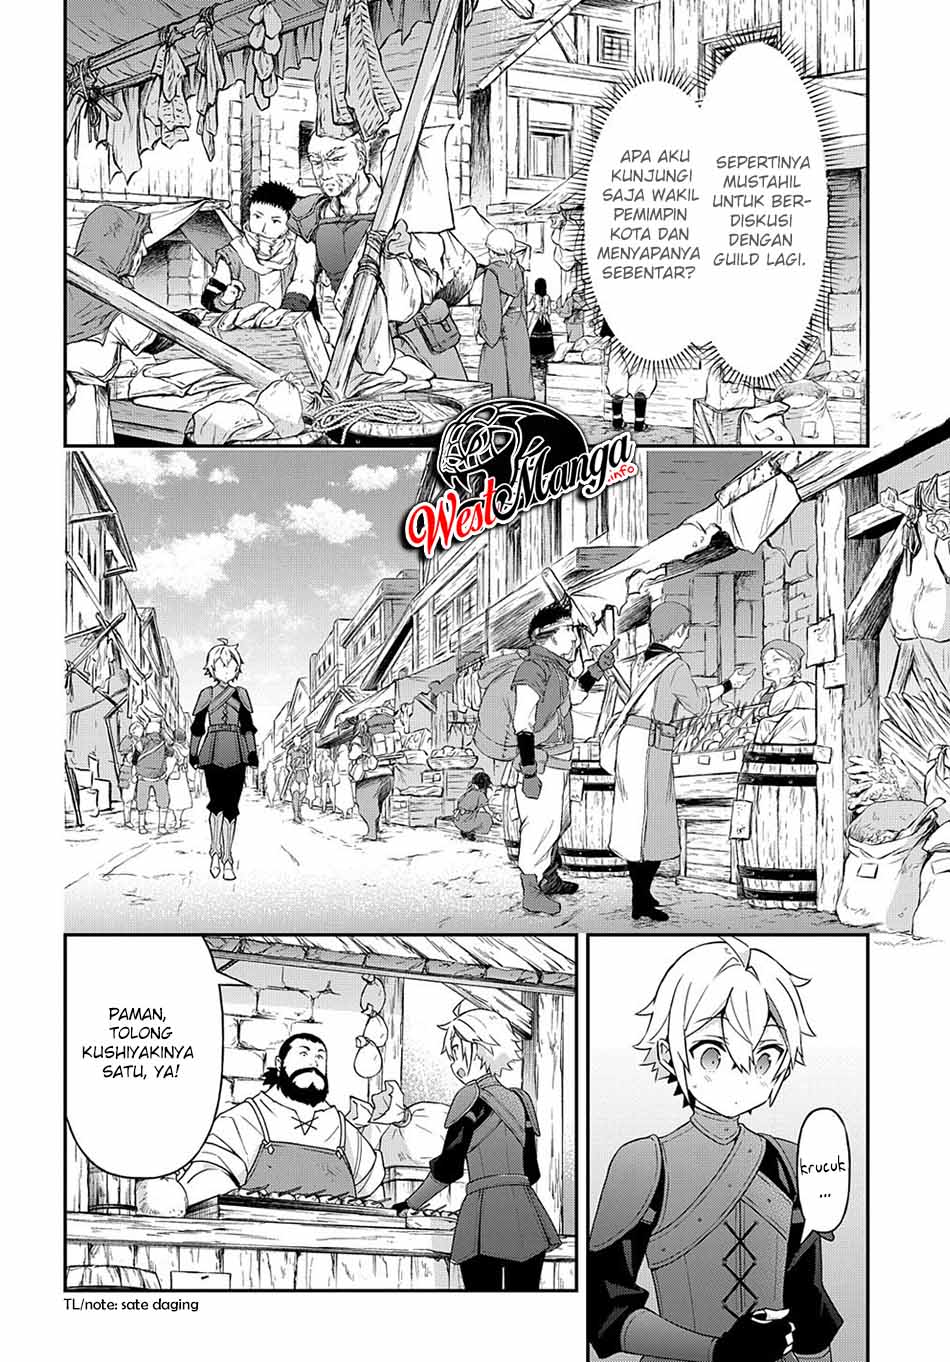 SEPERTINYA
MUSTAHIL
UNTUK BER-
DISKUSI
DENGAN
GUILD LAGI.
APA AKU
KUNJUNGI
SAJA WAKIL
PEMIMPIN
KOTA DAN
MENYAPANYA
SEBENTAR?
WestManga
.info
krucuk
...
PAMAN,
TOLONG
KUSHIYAKINYA
SATU, YA!
TL/note: sate daging